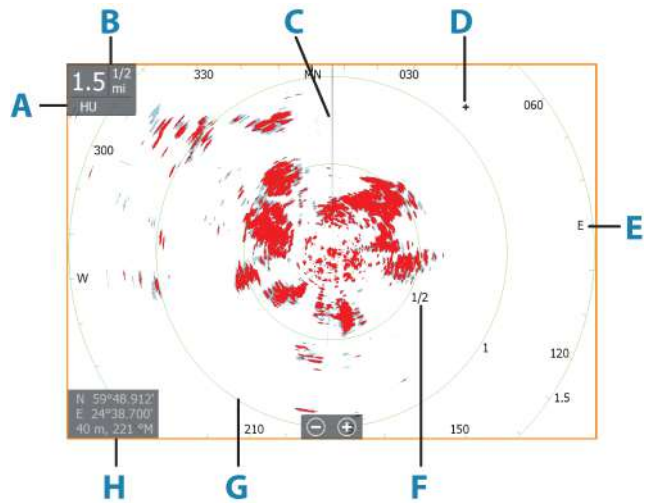 B
C
D
A
1.5 1/2 mi
HU
330
MN
030
060
300
E
E
W
1/2
1
120
1.5
N 59°48.912'
E 24°38.700'
40 m, 221 °M
210
150
H
G
F